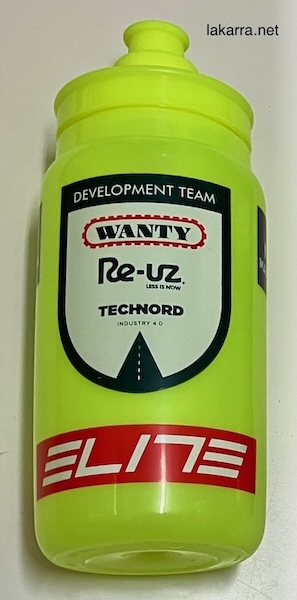 lakarra.net
DEVELOPMENT TEAM
WANTY
Re-uz.
LESS IS NOW
TECHNORD
INDUSTRY 4.0
ELITE